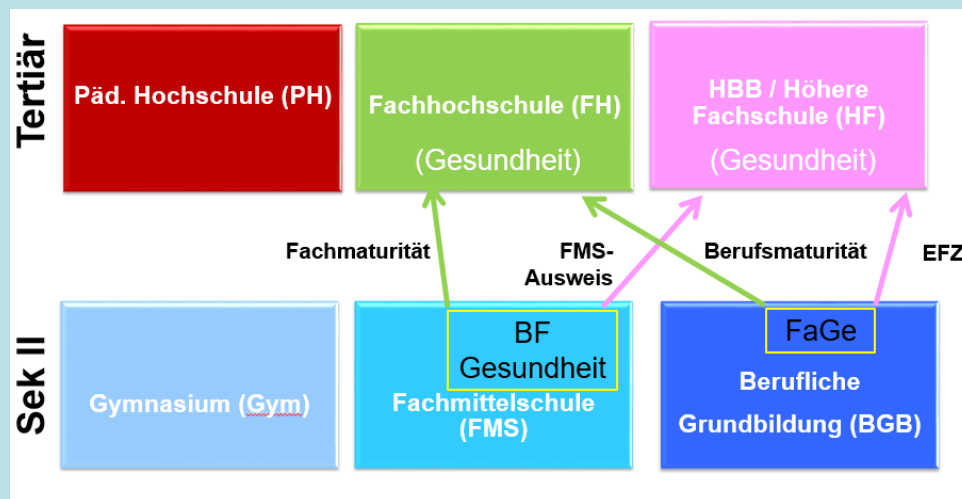 Tertiär
Päd. Hochschule (PH)
Fachhochschule (FH)
(Gesundheit)
HBB / Höhere
Fachschule (HF)
(Gesundheit)
Fachmaturität
FMS-
Ausweis
Berufsmaturität
EFZ
Sek II
Gymnasium (Gym)
BF
Gesundheit
Fachmittelschule
(FMS)
FaGe
Berufliche
Grundbildung (BGB)